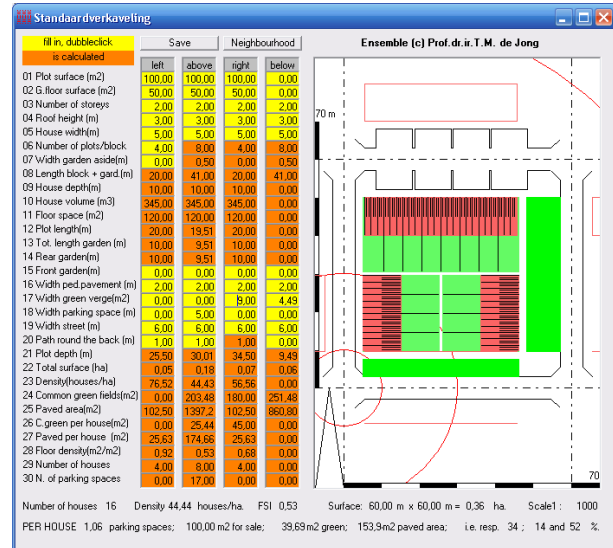 Standaardverkaveling
fill in, dubbleclick Save Neighbourhood Ensemble (c) Prof.dr.ir.T.M. de Jong
is calculated
left above right below
01 Plot surface (m2) 100,00 100,00 100,00 0,00
02 G.floor surface (m2) 50,00 50,00 50,00 0,00
03 Number of storeys 2,00 2,00 2,00 2,00
04 Roof height (m) 3,00 3,00 3,00 3,00
05 House width(m) 5,00 5,00 5,00 5,00
06 Number of plots/block 4,00 8,00 4,00 8,00
07 Width garden aside(m) 0,00 0,50 0,00 0,50
08 Length block + gard.(m) 20,00 41,00 20,00 41,00
09 House depth(m) 10,00 10,00 10,00 0,00
10 House volume (m3) 345,00 345,00 345,00 0,00
11 Floor space (m2) 120,00 120,00 120,00 0,00
12 Plot length(m) 20,00 19,51 20,00 0,00
13 Tot. length garden (m) 10,00 9,51 10,00 0,00
14 Rear garden(m) 10,00 9,51 10,00 0,00
15 Front garden(m) 0,00 0,00 0,00 0,00
16 Width ped.pavement (m) 2,00 2,00 2,00 2,00
17 Width green verge(m2) 0,00 0,00 9,00 4,49
18 Width parking space (m) 0,00 5,00 0,00 0,00
19 Width street (m) 6,00 6,00 6,00 6,00
20 Path round the back (m) 1,00 1,00 1,00 0,00
21 Plot depth (m) 25,50 30,01 34,50 9,49
22 Total surface (ha) 0,05 0,18 0,07 0,06
23 Density(houses/ha) 76,52 44,43 56,56 0,00
24 Common green fields(m2) 0,00 203,48 180,00 251,48
25 Paved area(m2) 102,50 1397,2 102,50 860,80
26 C.green per house(m2) 0,00 25,44 45,00 0,00
27 Paved per house (m2) 25,63 174,66 25,63 0,00
28 Floor density(m2/m2) 0,92 0,53 0,68 0,00
29 Number of houses 4,00 8,00 4,00 0,00
30 N. of parking spaces 0,00 17,00 0,00 0,00
70 m
70
Number of houses 16 Density 44,44 houses/ha. FSI 0,53 Surface: 60,00 m x 60,00 m = 0,36 ha. Scale1 : 1000
PER HOUSE 1,06 parking spaces; 100,00 m2 for sale; 39,69 m2 green; 153,9 m2 paved area; i.e. resp. 34 ; 14 and 52 %.